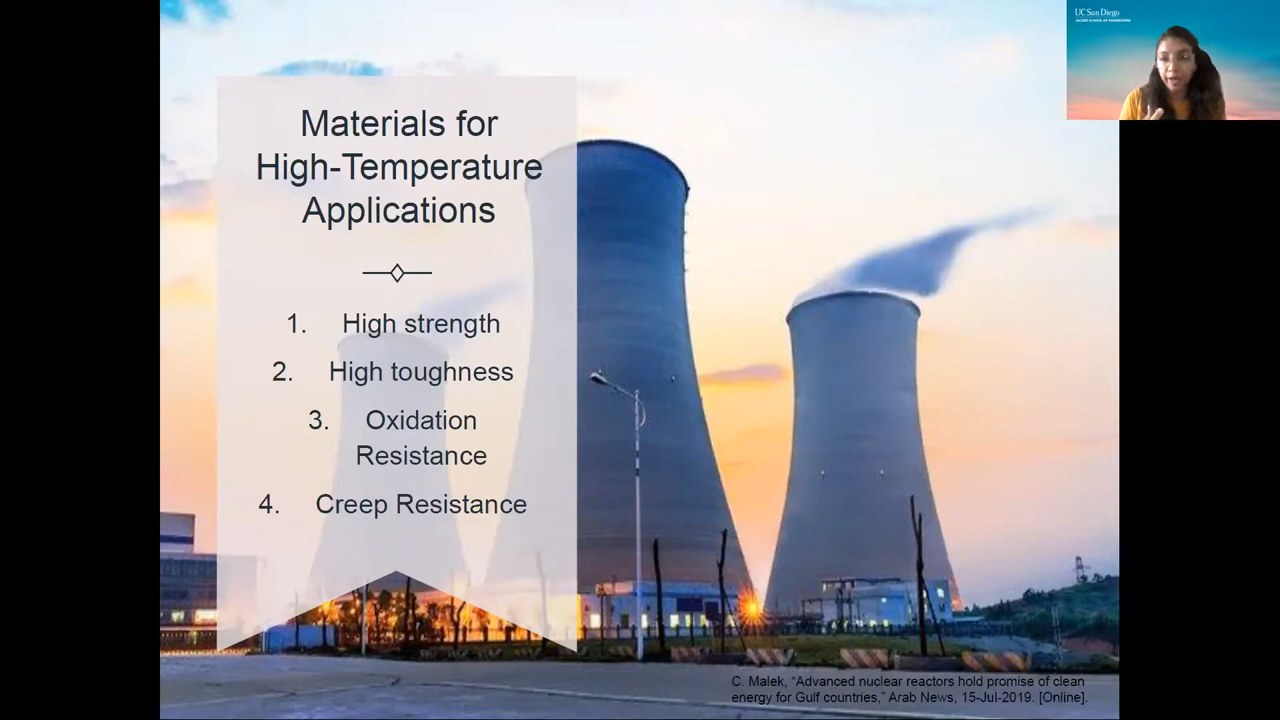 UC San Diego
JACOBS SCHOOL OF ENGINEERING
Materials for
High-Temperature
Applications
1. High strength
2. High toughness
3. Oxidation
Resistance
4. Creep Resistance
C. Malek, “Advanced nuclear reactors hold promise of clean
energy for Gulf countries,” Arab News, 15-Jul-2019. [Online].